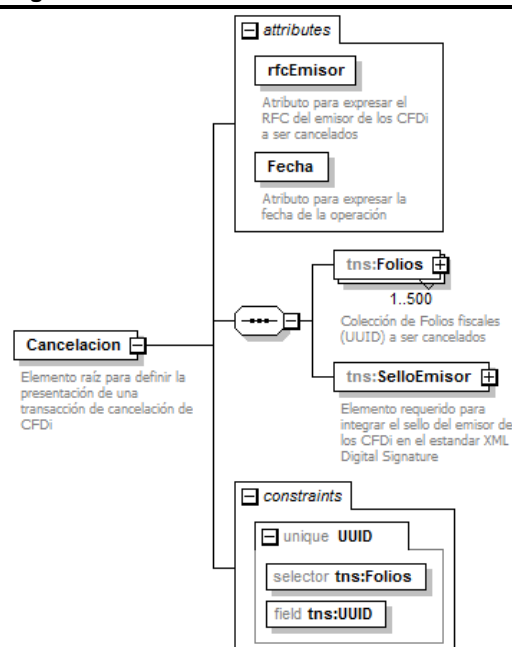 attributes
rfcEmisor
Atributo para expresar el
RFC del emisor de los CFDi
a ser cancelados
Fecha
Atributo para expresar la
fecha de la operación
tns:Folios
1..500
Colección de Folios fiscales
(UUID) a ser cancelados
Cancelacion
Elemento raíz para definir la
presentación de una
transacción de cancelación de
CFDi
tns:SelloEmisor
Elemento requerido para
integrar el sello del emisor de
los CFDi en el estandar XML
Digital Signature
constraints
unique UUID
selector tns:Folios
field tns:UUID